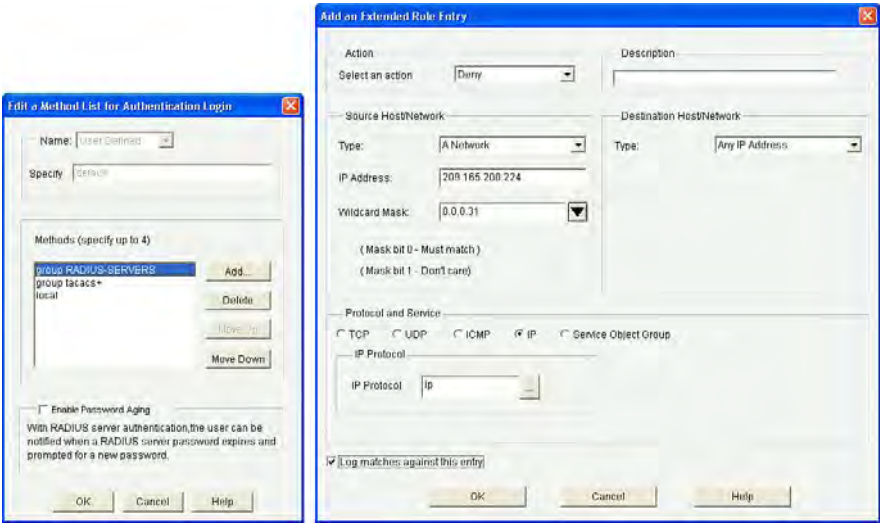 Edit a Method List for Authentication Login
Name: User Defined
Specify default
Methods (specify up to 4)
group RADIUS-SERVERS
group tacacs+
local
Add...
Delete
Move Up
Move Down
Enable Password Aging
With RADIUS server authentication,the user can be
notified when a RADIUS server password expires and
prompted for a new password.
OK Cancel Help
Add an Extended Rule Entry
Action
Select an action Deny
Description
Source Host/Network
Type: A Network
IP Address: 209.165.200.224
Wildcard Mask: 0.0.0.31
( Mask bit 0 - Must match )
( Mask bit 1 - Don't care)
Destination Host/Network
Type: Any IP Address
Protocol and Service
TCP UDP ICMP IP Service Object Group
IP Protocol
IP Protocol ip ...
Log matches against this entry
OK Cancel Help